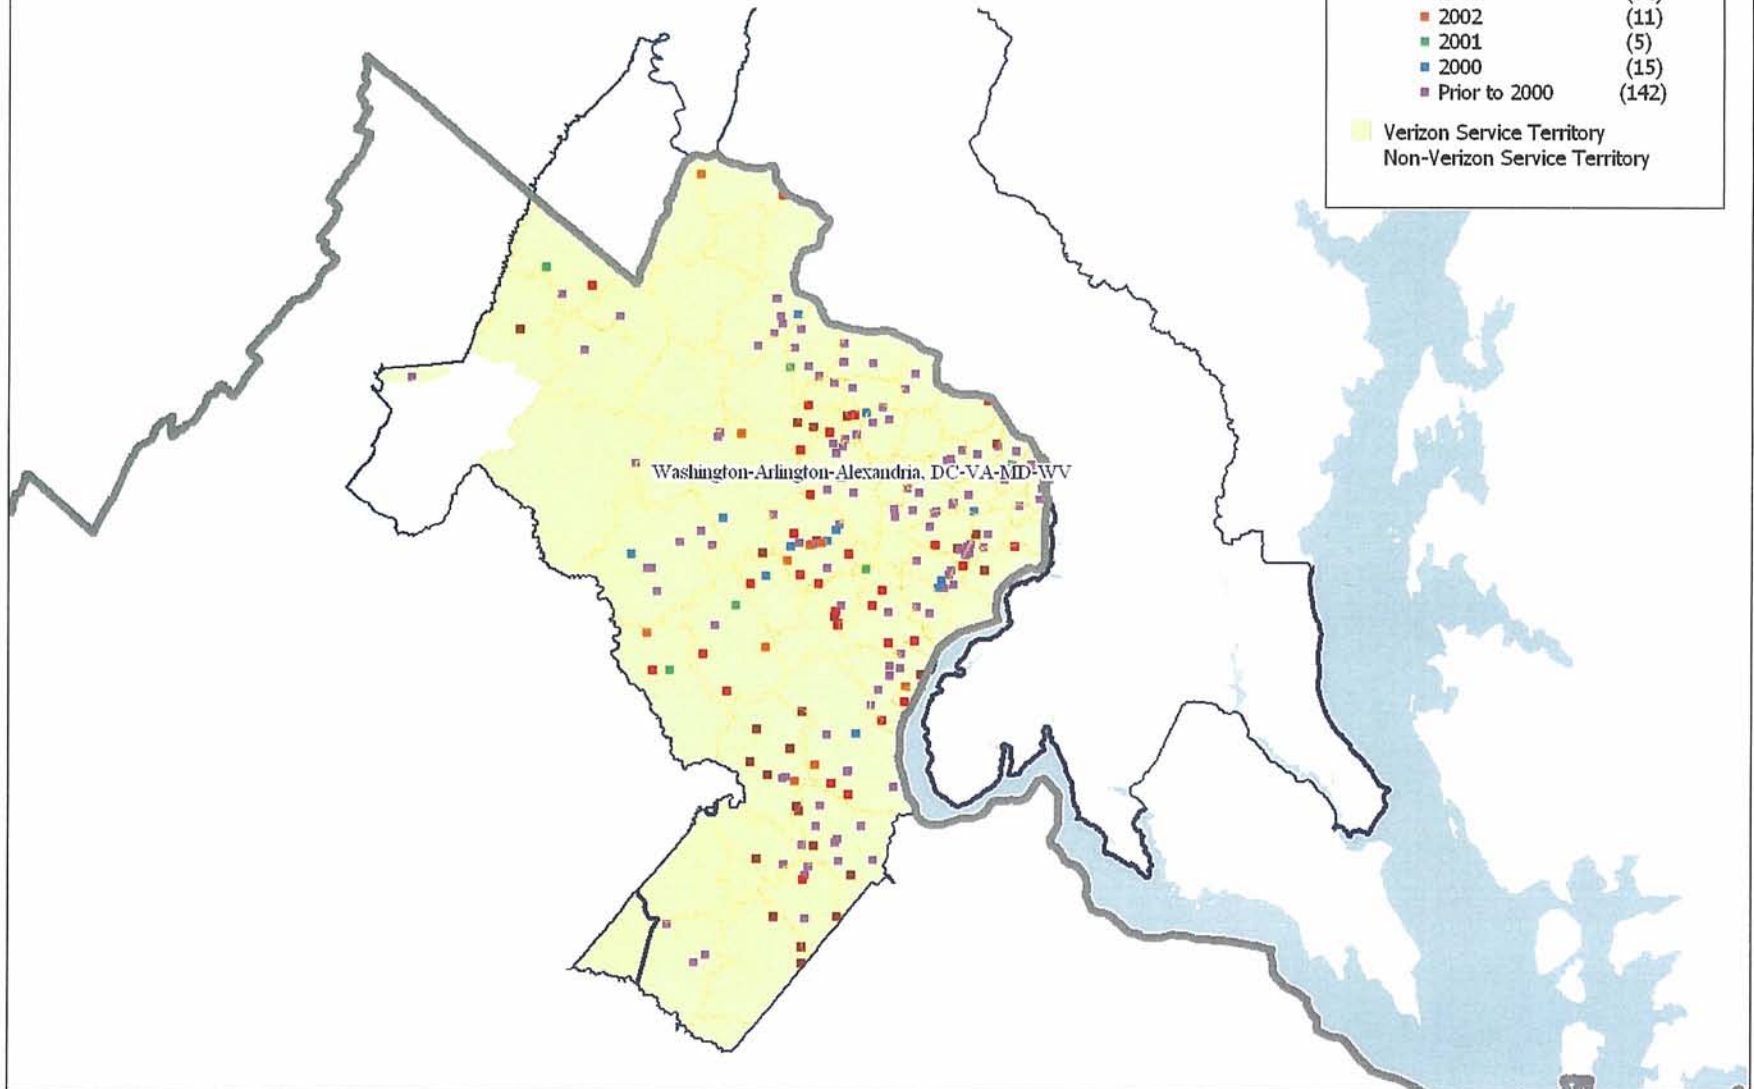 2002 (11)
2001 (5)
2000 (15)
Prior to 2000 (142)
Verizon Service Territory
Non-Verizon Service Territory
Washington-Arlington-Alexandria, DC-VA-MD-WV